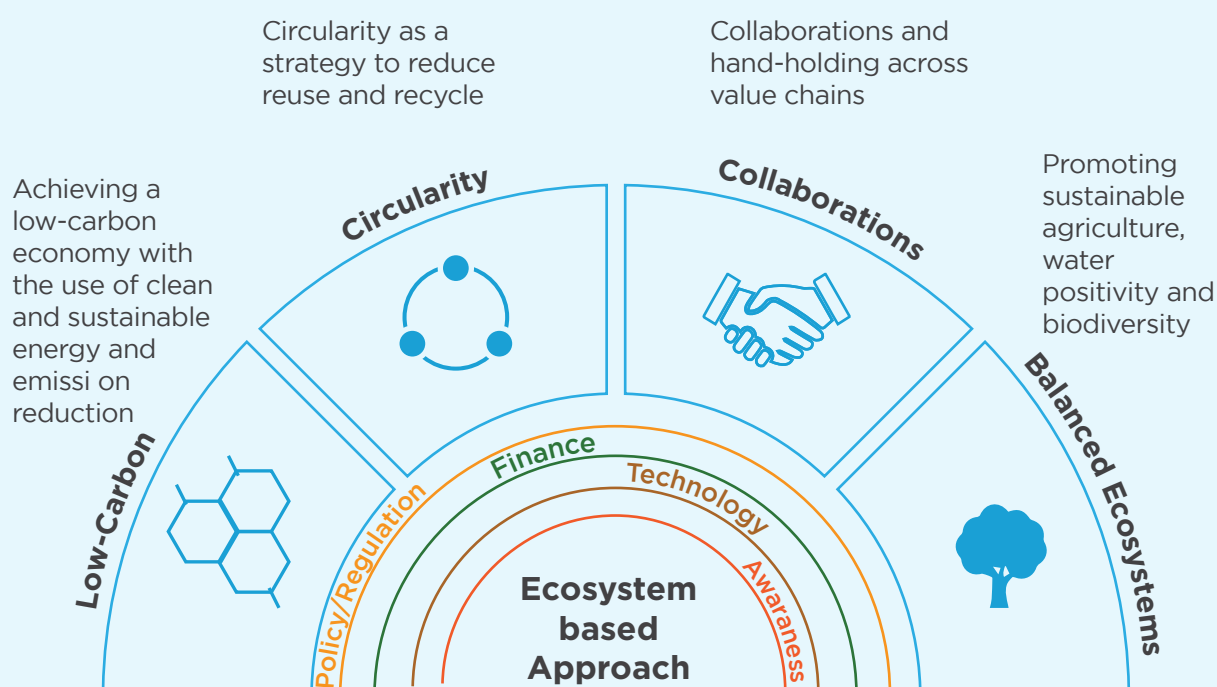 Circularity as a
strategy to reduce
reuse and recycle
Collaborations and
hand-holding across
value chains
Achieving a
low-carbon
economy with
the use of clean
and sustainable
energy and
emissi on
reduction
Promoting
sustainable
agriculture,
water
positivity and
biodiversity
Low-Carbon
Circularity
Collaborations
Balanced Ecosystems
Policy/Regulation
Finance
Technology
Awaraness
Ecosystem
based
Approach